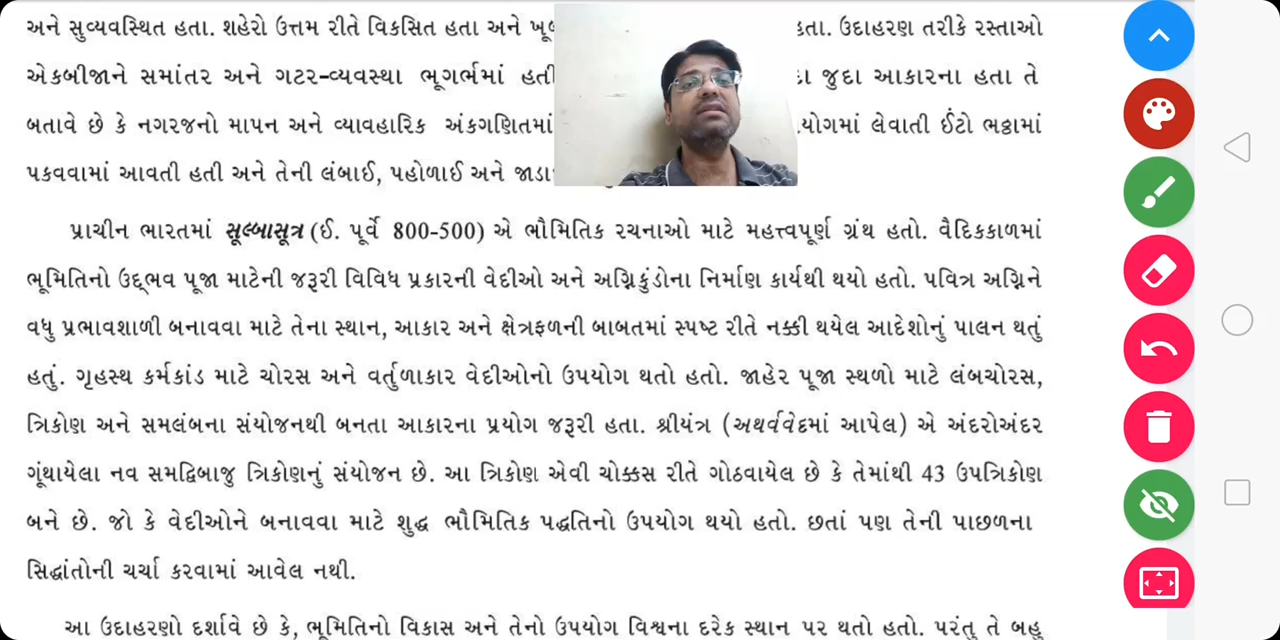 અને સુવ્યવસ્થિત હતા. શહેરો ઉત્તમ રીતે વિકસિત હતા અને હતા. ઉદાહરણ તરીકે રસ્તાઓ
એકબીજાને સમાંતર અને ગટર-વ્યવસ્થા ભૂગર્ભમાં હતી જુદા આકારના હતા તે
બતાવે છે કે નગરજનો માપન અને વ્યાવહારિક અંકગણિતમાં લેવાતી ઈંટો ભઠ્ઠામાં
પકવવામાં આવતી હતી અને તેની લંબાઈ, પહોળાઈ અને
પ્રાચીન ભારતમાં સૂલ્બાસૂત્ર (ઈ. પૂર્વે 800-500) એ ભૌમિતિક રચનાઓ માટે મહત્ત્વપૂર્ણ ગ્રંથ હતો. વૈદિકકાળમાં
ભૂમિતિનો ઉદ્‌ભવ પૂજા માટેની જરૂરી વિવિધ પ્રકારની વેદીઓ અને અગ્નિકુંડોના નિર્માણ કાર્યથી થયો હતો. પવિત્ર અગ્નિને
વધુ પ્રભાવશાળી બનાવવા માટે તેના સ્થાન, આકાર અને ક્ષેત્રફળની બાબતમાં સ્પષ્ટ રીતે નક્કી થયેલ આદેશોનું પાલન થતું
હતું. ગૃહસ્થ કર્મકાંડ માટે ચોરસ અને વર્તુળાકાર વેદીઓનો ઉપયોગ થતો હતો. જાહેર પૂજા સ્થળો માટે લંબચોરસ,
ત્રિકોણ અને સમલંબના સંયોજનથી બનતા આકારના પ્રયોગ જરૂરી હતા. શ્રીયંત્ર (અથર્વવેદમાં આપેલ) એ અંદરોઅંદર
ગૂંથાયેલા નવ સમદ્વિબાજુ ત્રિકોણનું સંયોજન છે. આ ત્રિકોણ એવી ચોક્કસ રીતે ગોઠવાયેલ છે કે તેમાંથી 43 ઉપત્રિકોણ
બને છે. જો કે વેદીઓને બનાવવા માટે શુદ્ધ ભૌમિતિક પદ્ધતિનો ઉપયોગ થયો હતો. છતાં પણ તેની પાછળના
સિદ્ધાંતોની ચર્ચા કરવામાં આવેલ નથી.
આ ઉદાહરણો દર્શાવે છે કે, ભૂમિતિનો વિકાસ અને તેનો ઉપયોગ વિશ્વના દરેક સ્થાન પર થતો હતો. પરંતુ તે બહુ